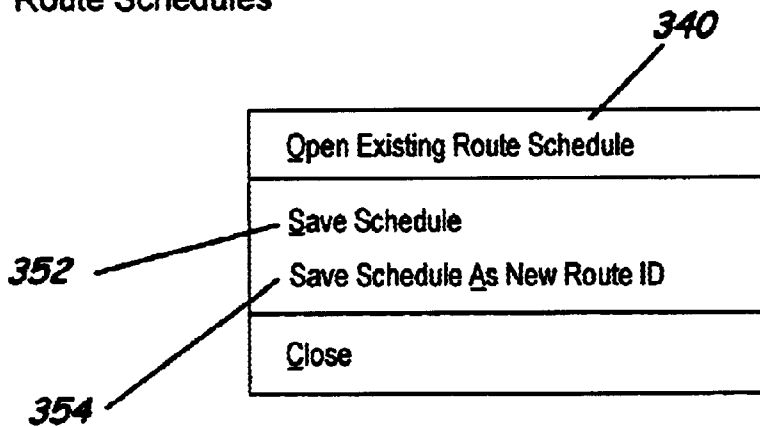 Route Schedules
340
Open Existing Route Schedule
Save Schedule
352
Save Schedule As New Route ID
Close
354